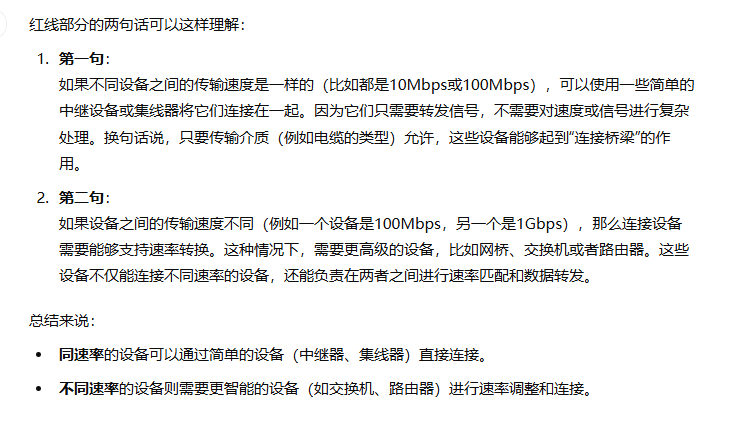 红线部分的两句话可以这样理解：
1. 第一句：
如果不同设备之间的传输速度是一样的（比如都是10Mbps或100Mbps），可以使用一些简单的
中继设备或集线器将它们连接在一起。因为它们只需要转发信号，不需要对速度或信号进行复杂
处理。换句话说，只要传输介质（例如电缆的类型）允许，这些设备能够起到“连接桥梁”的作
用。
2. 第二句：
如果设备之间的传输速度不同（例如一个设备是100Mbps，另一个是1Gbps），那么连接设备
需要能够支持速率转换。这种情况下，需要更高级的设备，比如网桥、交换机或者路由器。这些
设备不仅能连接不同速率的设备，还能负责在两者之间进行速率匹配和数据转发。
总结来说：
• 同速率的设备可以通过简单的设备（中继器、集线器）直接连接。
• 不同速率的设备则需要更智能的设备（如交换机、路由器）进行速率调整和连接。